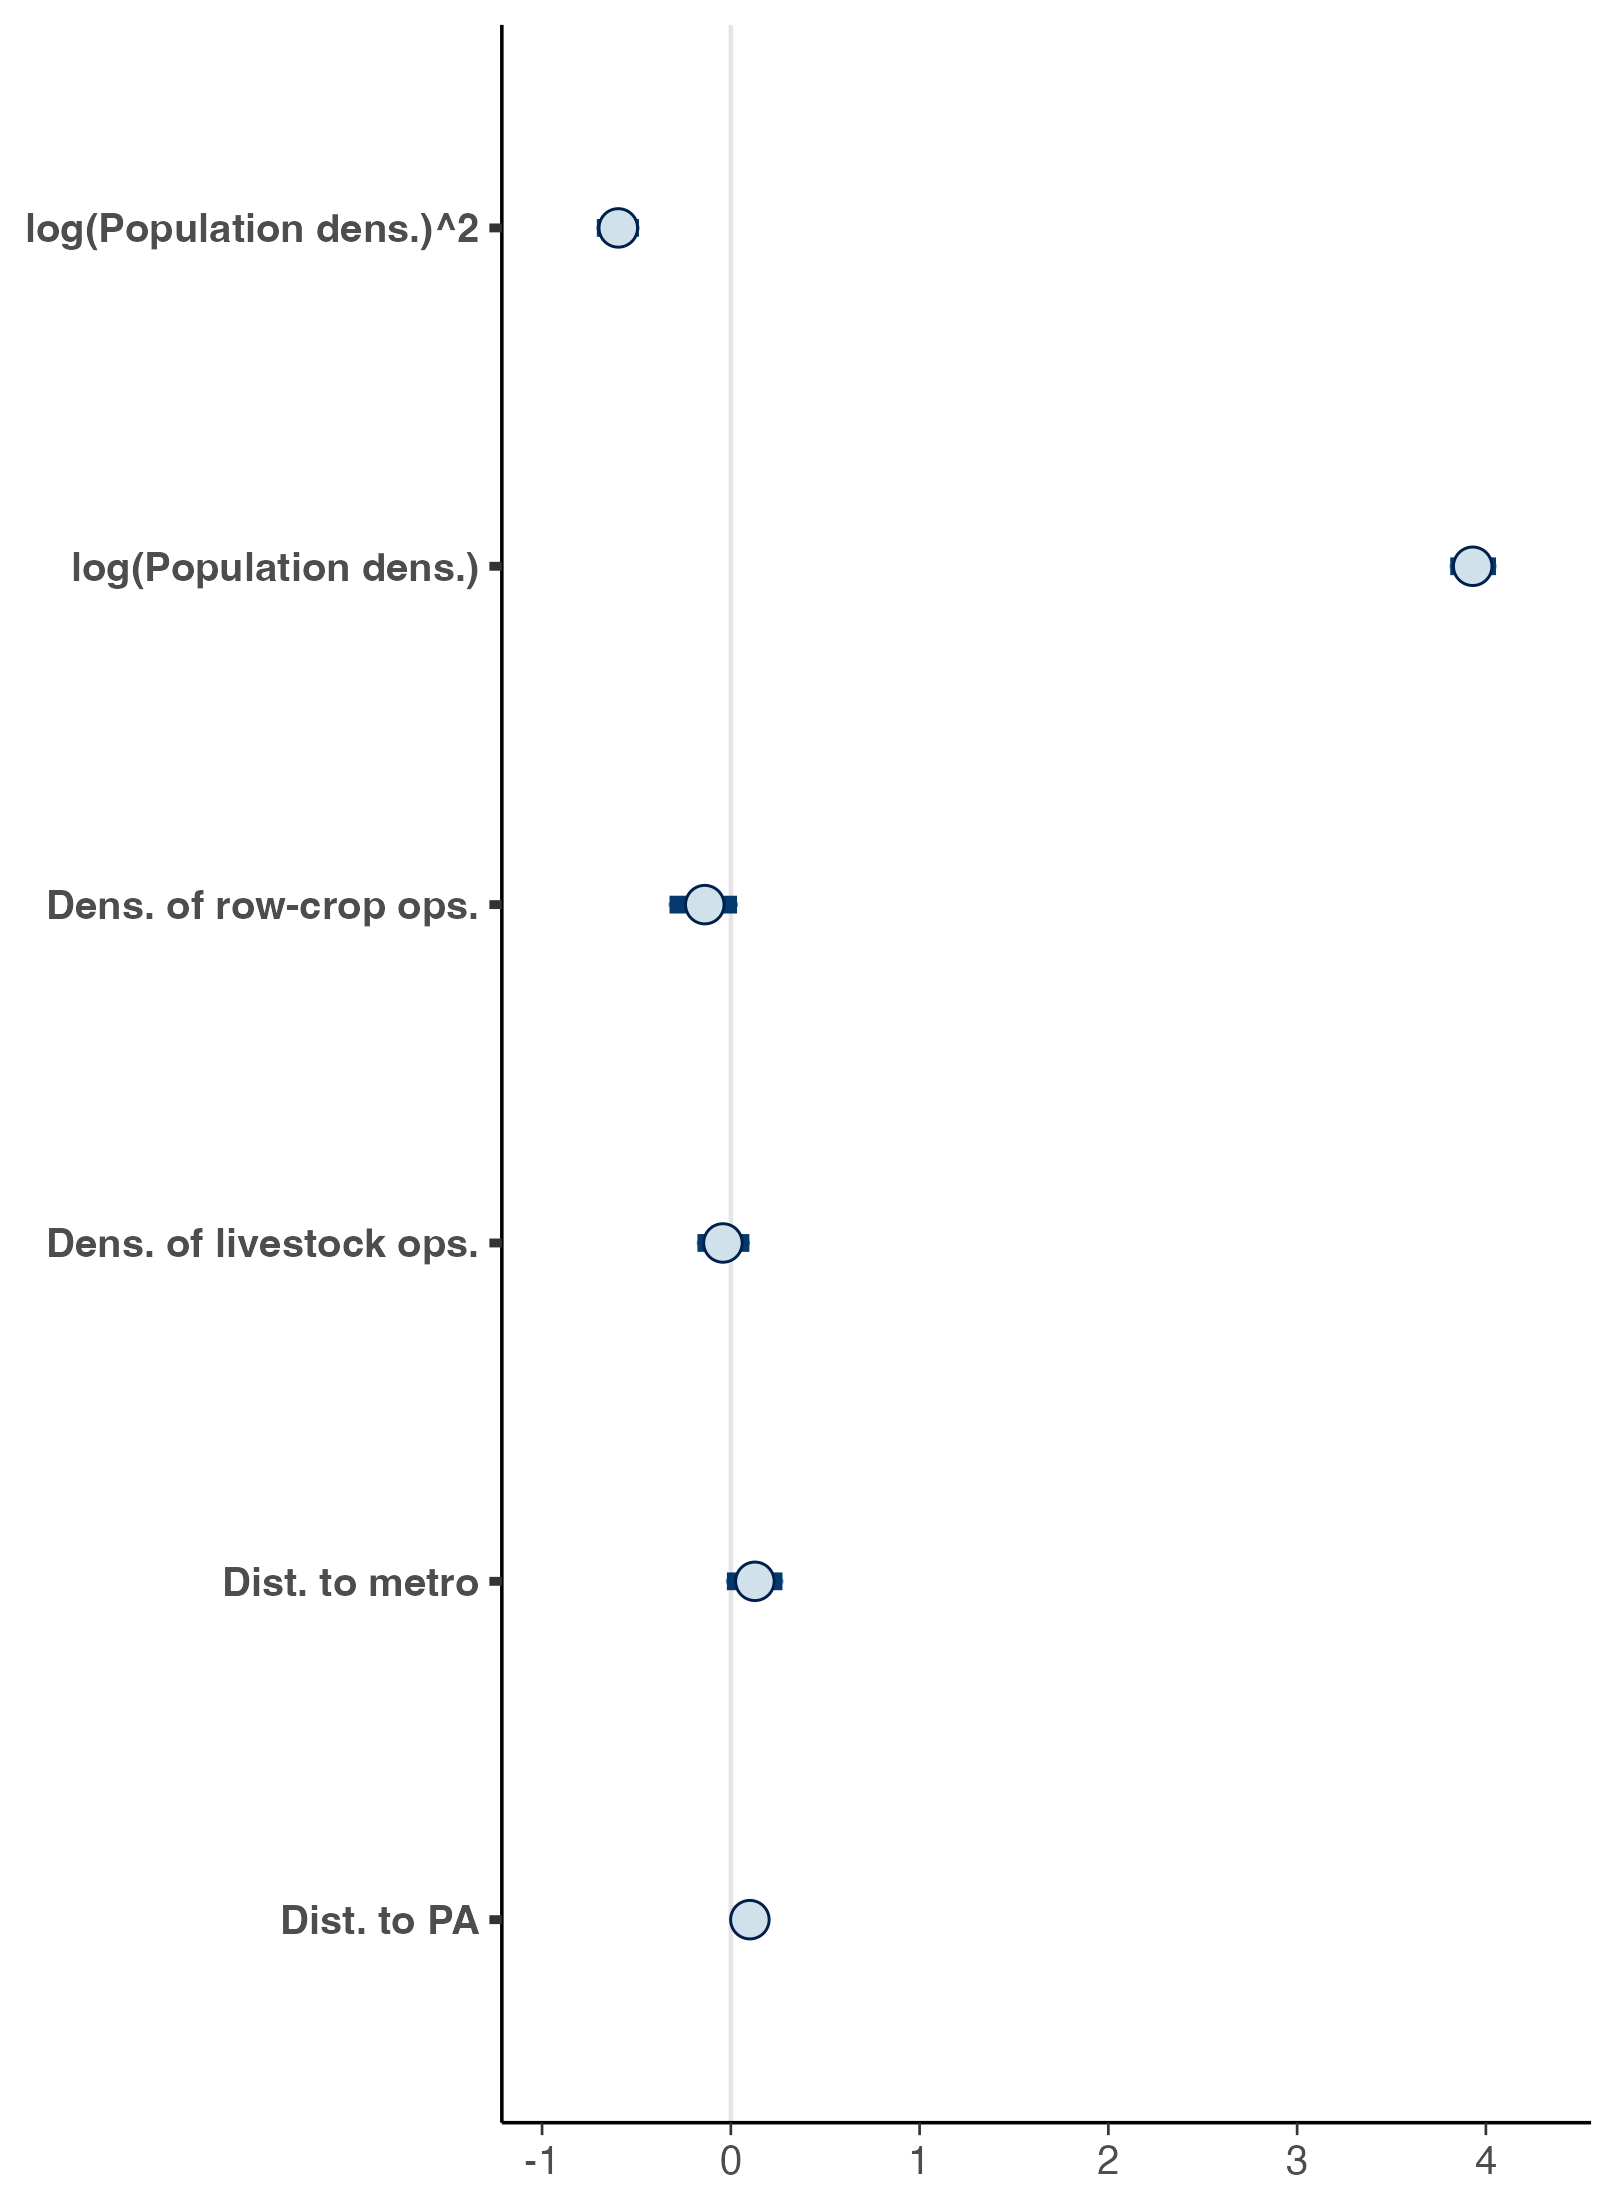 log(Population dens.)^2
log(Population dens.)
Dens. of row-crop ops.
Dens. of livestock ops.
Dist. to metro
Dist. to PA
-1 0 1 2 3 4